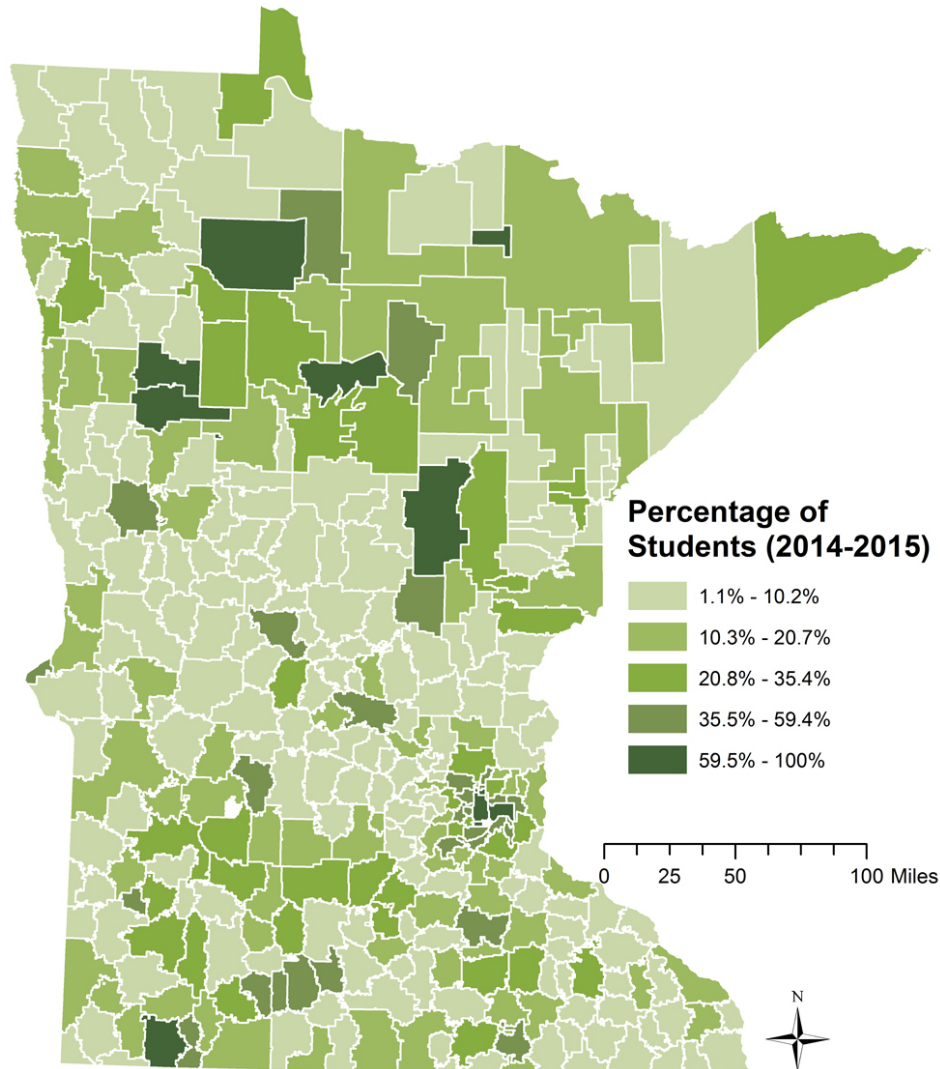 Percentage of
Students (2014-2015)
1.1% - 10.2%
10.3% - 20.7%
20.8% - 35.4%
35.5% - 59.4%
59.5% - 100%
0 25 50 100 Miles
N